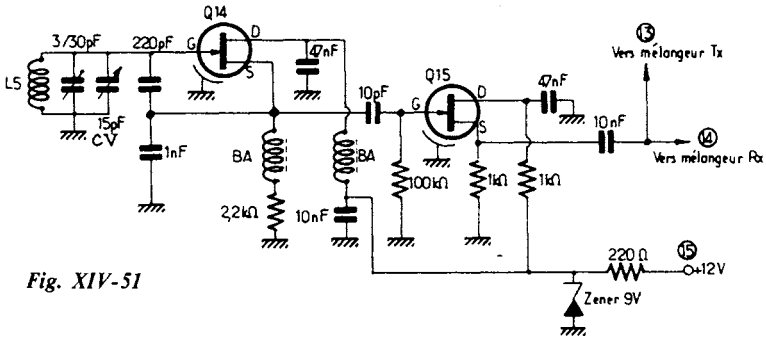 Q14
⑬
Vers mélangeur Tx
3/30pF
220pF
G
D
S
47nF
L5
15pF
CV
1nF
10pF
Q15
G
D
S
47nF
10nF
⑭
Vers mélangeur Rx
BA
BA
2,2kΩ
10nF
100kΩ
1kΩ
1kΩ
220 Ω
⑮
+12V
Zener 9V
Fig. XIV-51